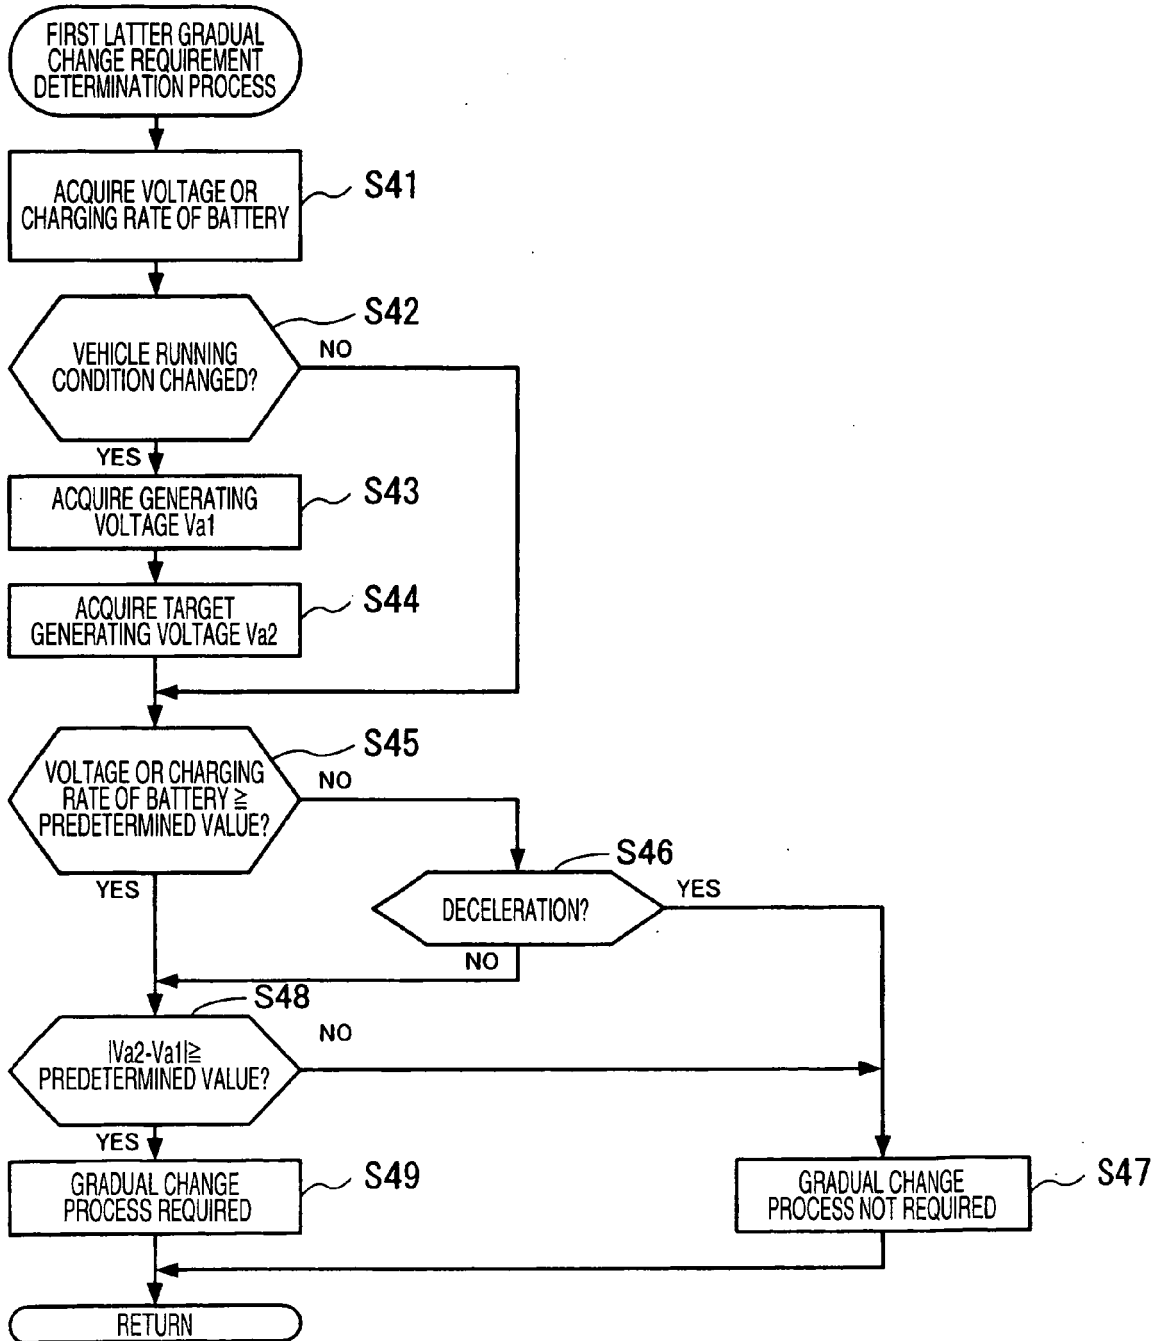 FIRST LATTER GRADUAL
CHANGE REQUIREMENT
DETERMINATION PROCESS
ACQUIRE VOLTAGE OR
CHARGING RATE OF BATTERY
S41
VEHICLE RUNNING
CONDITION CHANGED?
S42
NO
YES
ACQUIRE GENERATING
VOLTAGE Va1
S43
ACQUIRE TARGET
GENERATING VOLTAGE Va2
S44
VOLTAGE OR CHARGING
RATE OF BATTERY ≧
PREDETERMINED VALUE?
S45
NO
YES
DECELERATION?
S46
YES
NO
|Va2-Va1|≧
PREDETERMINED VALUE?
S48
NO
YES
GRADUAL CHANGE
PROCESS REQUIRED
S49
GRADUAL CHANGE
PROCESS NOT REQUIRED
S47
RETURN